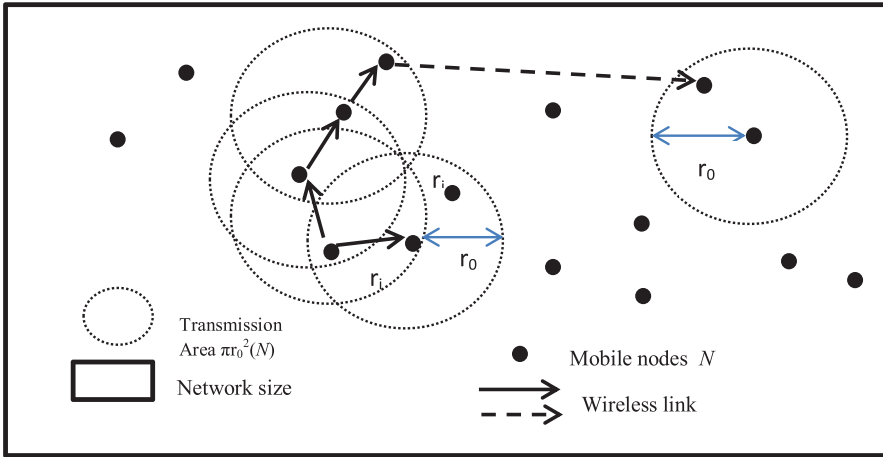 r₀
rᵢ
r₀
rᵢ
Transmission
Area πr₀²(N)
Network size
Mobile nodes N
Wireless link